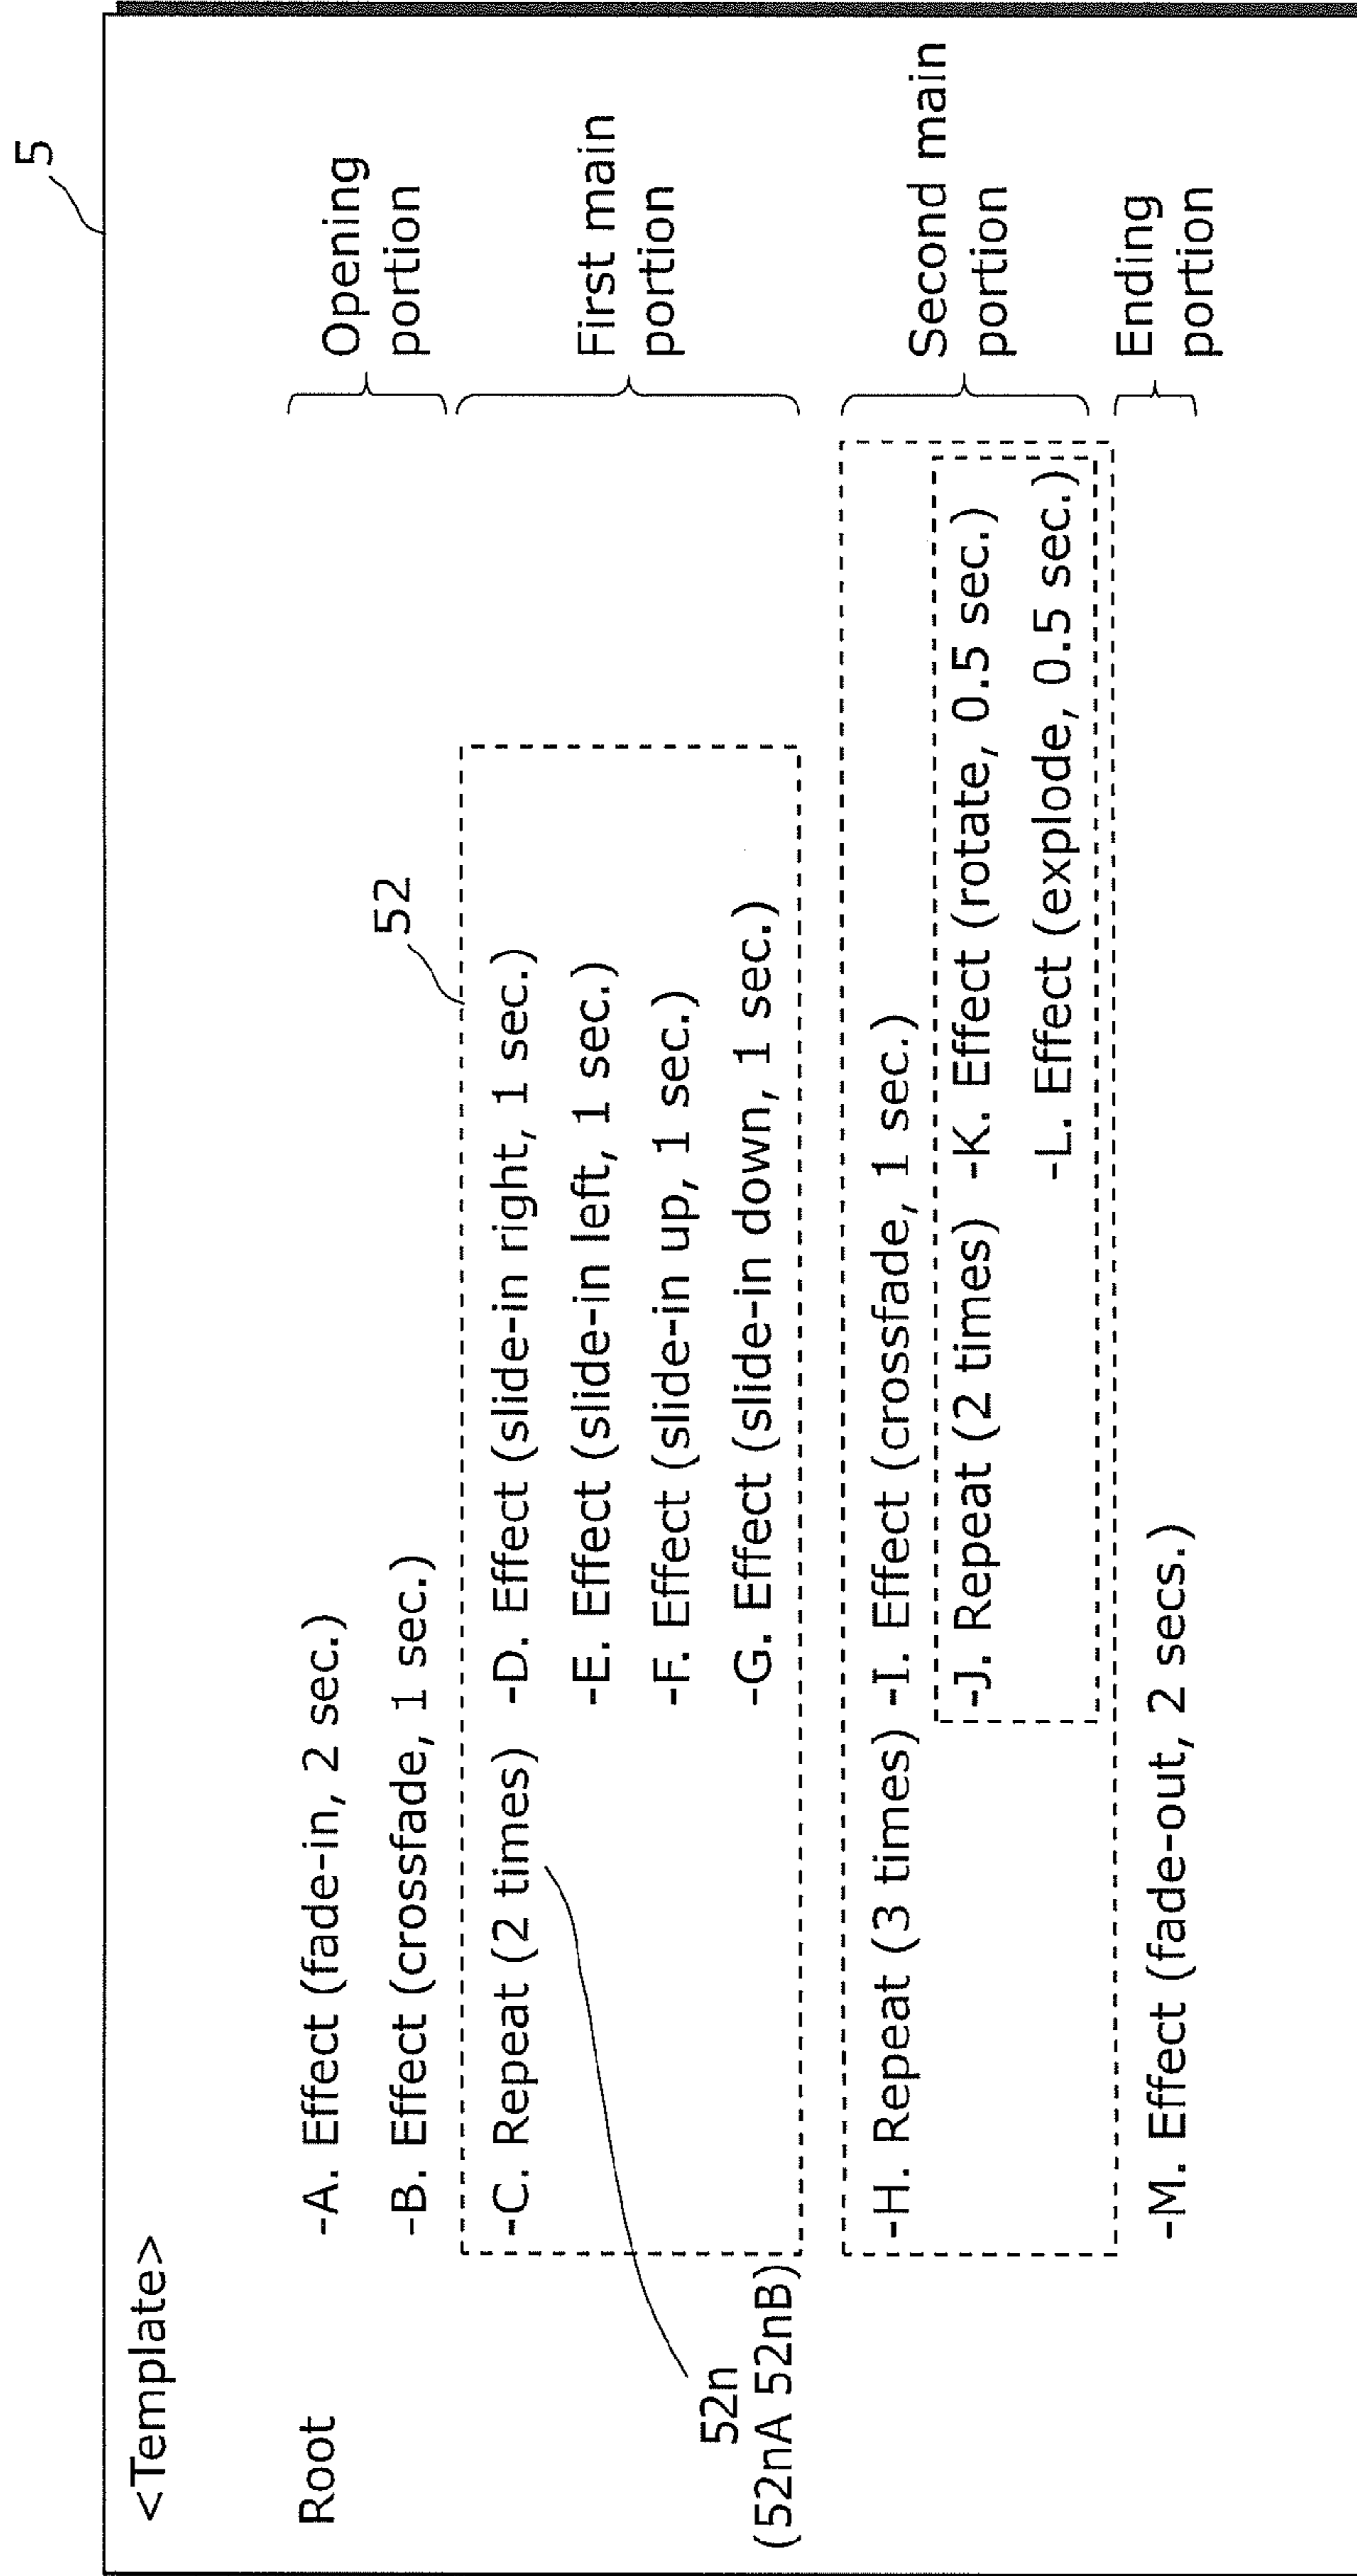 5
<Template>
Root
-A. Effect (fade-in, 2 sec.)
-B. Effect (crossfade, 1 sec.)
Opening
portion
52
-C. Repeat (2 times) -D. Effect (slide-in right, 1 sec.)
-E. Effect (slide-in left, 1 sec.)
-F. Effect (slide-in up, 1 sec.)
-G. Effect (slide-in down, 1 sec.)
First main
portion
52n
(52nA 52nB)
-H. Repeat (3 times) -I. Effect (crossfade, 1 sec.)
-J. Repeat (2 times) -K. Effect (rotate, 0.5 sec.)
-L. Effect (explode, 0.5 sec.)
Second main
portion
-M. Effect (fade-out, 2 secs.)
Ending
portion